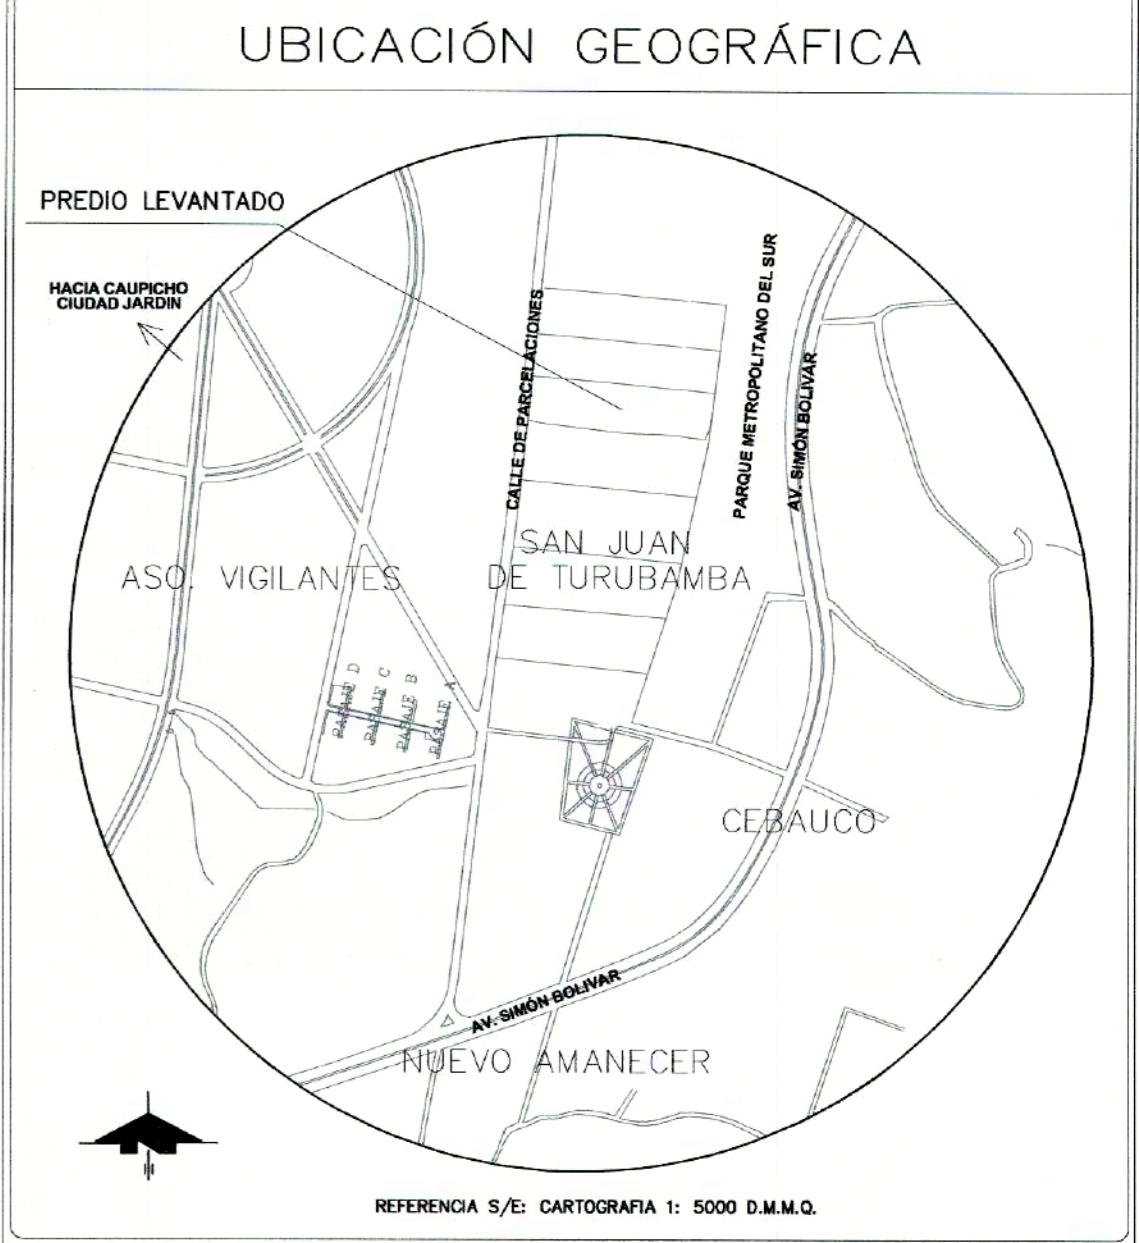 UBICACIÓN GEOGRÁFICA
PREDIO LEVANTADO
HACIA CAUPICHO
CIUDAD JARDIN
CALLE DE PARCELACIONES
PARQUE METROPOLITANO DEL SUR
AV. SIMÓN BOLIVAR
SAN JUAN
DE TURUBAMBA
ASO. VIGILANTES
PASAJE D
PASAJE C
PASAJE B
PASAJE A
CEBAUCO
AV. SIMÓN BOLIVAR
NUEVO AMANECER
N
REFERENCIA S/E: CARTOGRAFIA 1: 5000 D.M.M.Q.